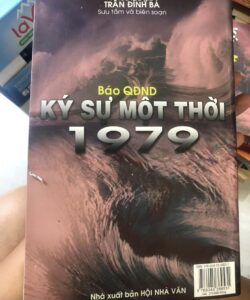 TRẦN ĐÌNH BÁ
Sưu tầm và biên soạn
Báo QĐND
KÝ SỰ MỘT THỜI
1979
Nhà xuất bản HỘI NHÀ VĂN